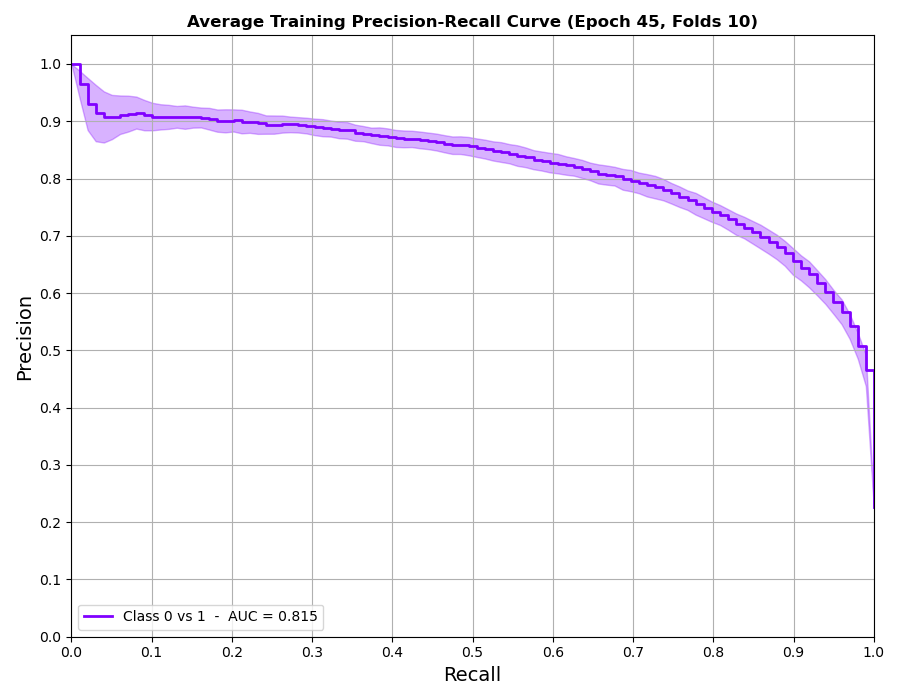 Average Training Precision-Recall Curve (Epoch 45, Folds 10)
Precision
1.0
0.9
0.8
0.7
0.6
0.5
0.4
0.3
0.2
0.1
0.0
Class 0 vs 1 - AUC = 0.815
0.0 0.1 0.2 0.3 0.4 0.5 0.6 0.7 0.8 0.9 1.0
Recall